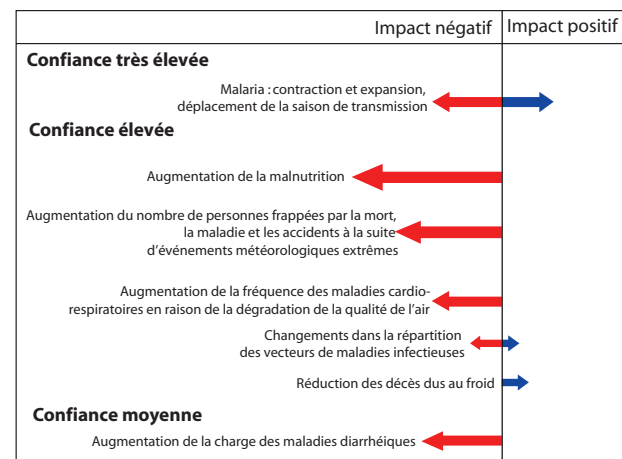 Impact négatif Impact positif
Confiance très élevée
Malaria : contraction et expansion,
déplacement de la saison de transmission
Confiance élevée
Augmentation de la malnutrition
Augmentation du nombre de personnes frappées par la mort,
la maladie et les accidents à la suite
d’événements météorologiques extrêmes
Augmentation de la fréquence des maladies cardio-
respiratoires en raison de la dégradation de la qualité de l’air
Changements dans la répartition
des vecteurs de maladies infectieuses
Réduction des décès dus au froid
Confiance moyenne
Augmentation de la charge des maladies diarrhéiques